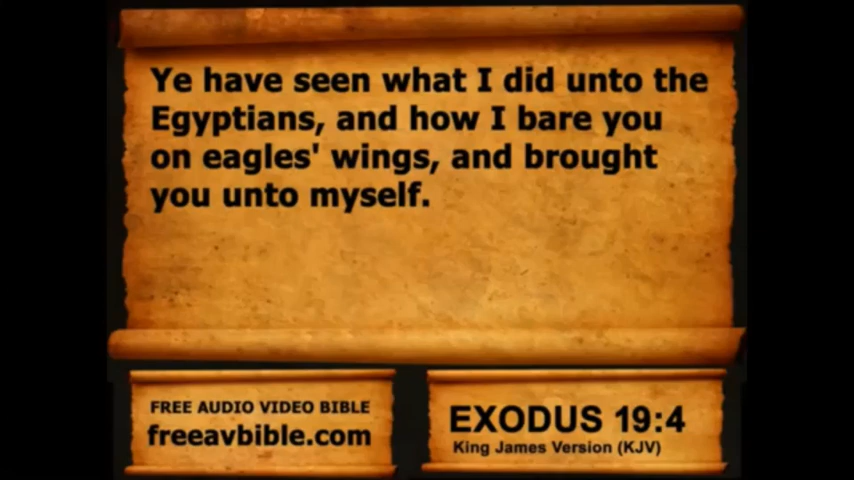 Ye have seen what I did unto the
Egyptians, and how I bare you
on eagles' wings, and brought
you unto myself.
FREE AUDIO VIDEO BIBLE
freeavbible.com
EXODUS 19:4
King James Version (KJV)